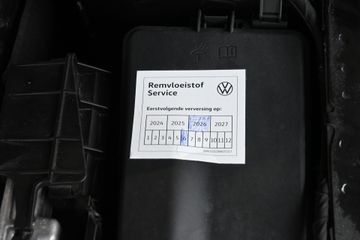 Remvloeistof
Service
Eerstvolgende verversing op:
2024 2025 2026 2027
1 2 3 4 5 6 7 8 9 10 11 12